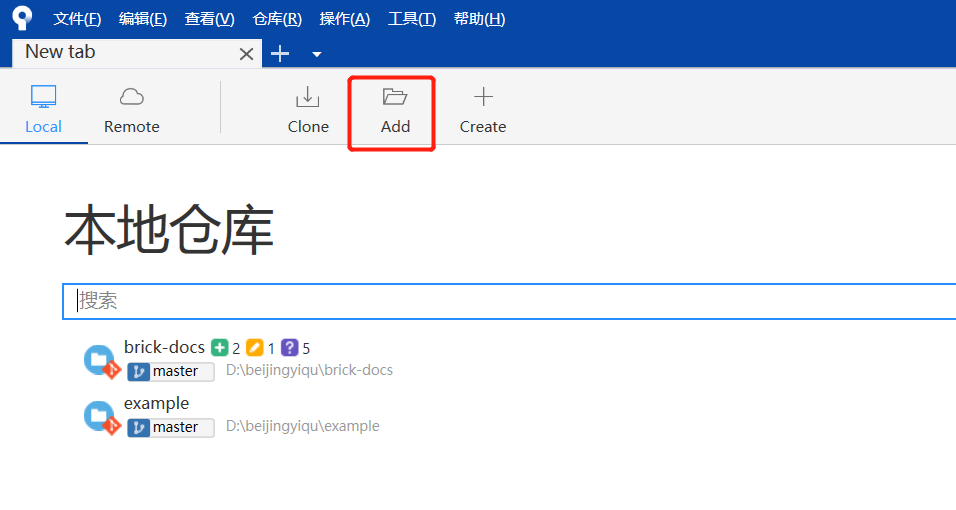 文件(F) 编辑(E) 查看(V) 仓库(R) 操作(A) 工具(T) 帮助(H)
New tab
Local Remote Clone Add Create
本地仓库
搜索
brick-docs 2 1 ? 5
master D:\beijingyiqu\brick-docs
example
master D:\beijingyiqu\example